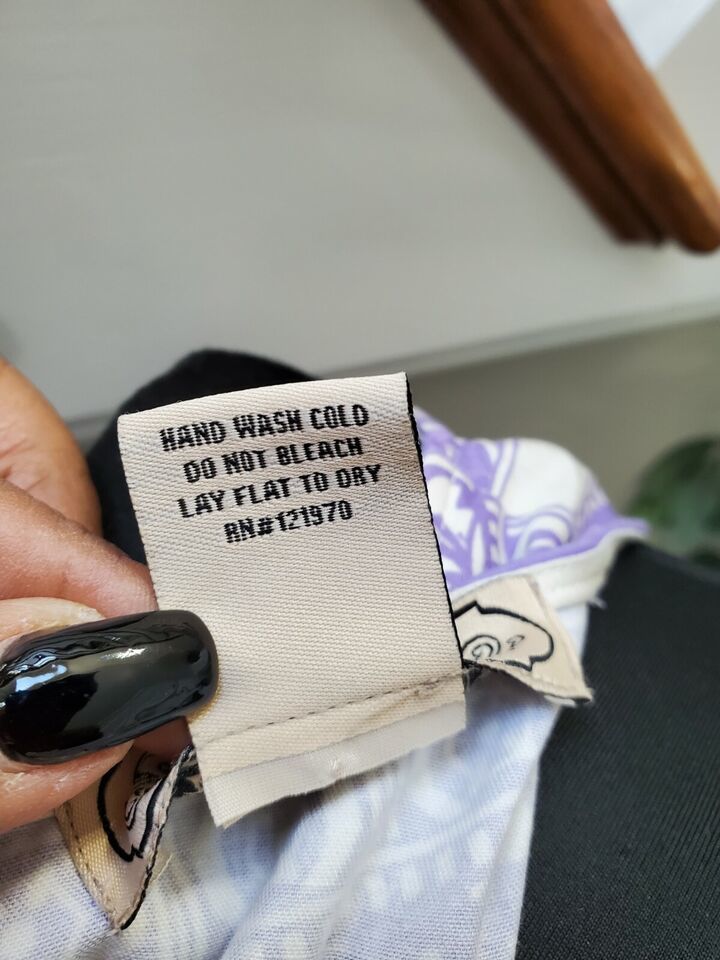 HAND WASH COLD
DO NOT BLEACH
LAY FLAT TO DRY
RN#121970